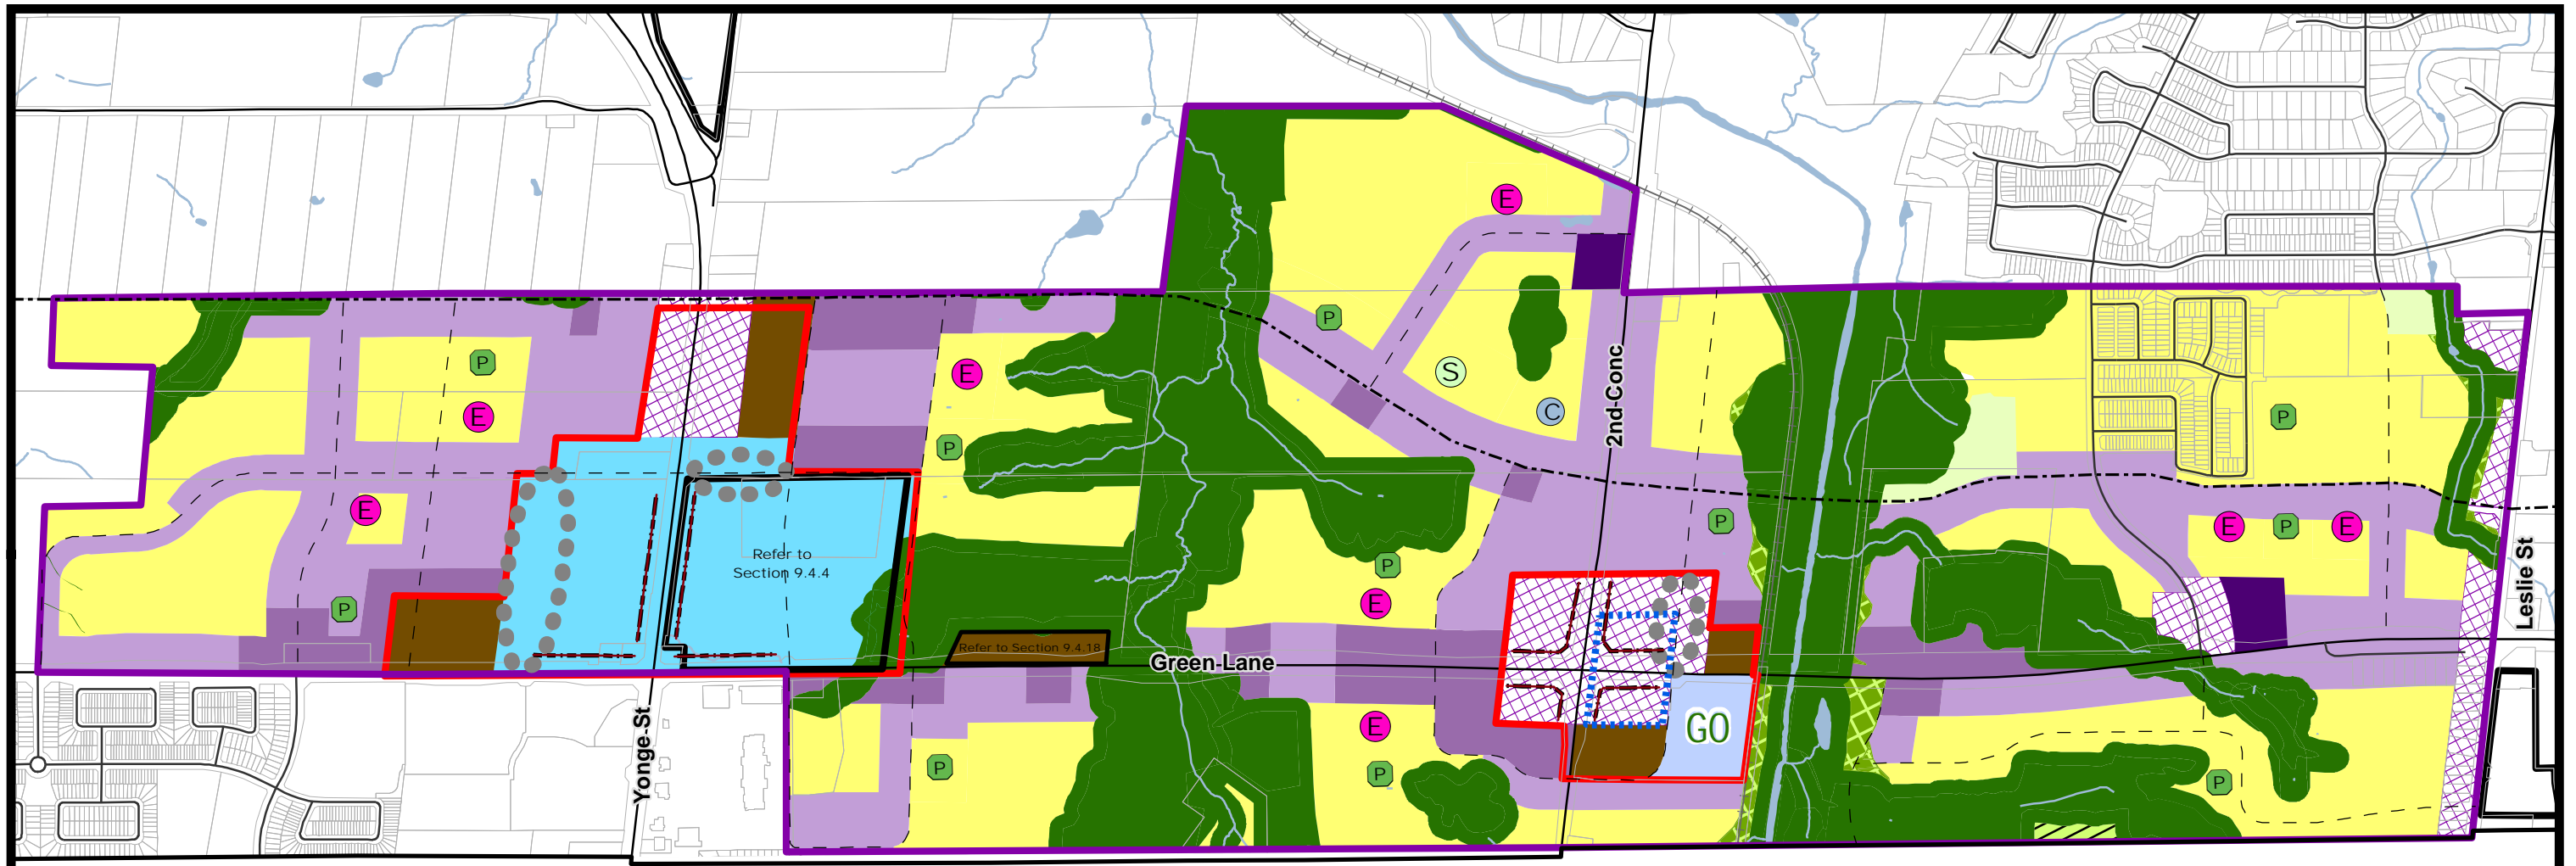 E
P
E
S
C
2nd-Conc
P
E
E
P
P
E
P
E
P
E
P
Leslie St
Refer to
Section 9.4.4
P
E
P
Refer to Section 9.4.18
Green Lane
Yonge-St
E
GO
P
P
P